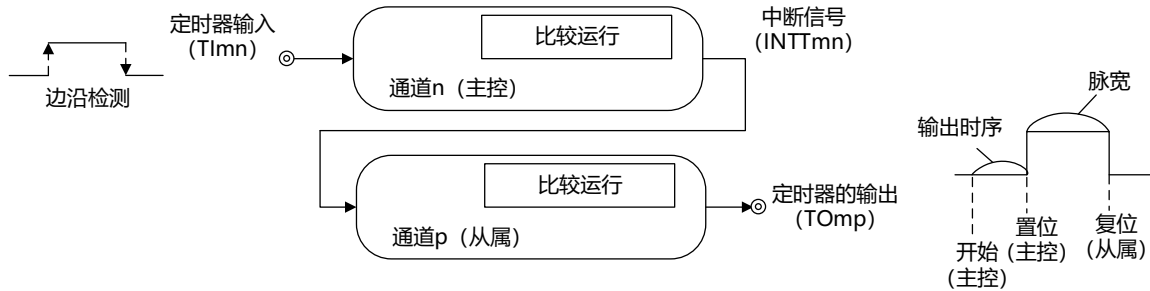 定时器输入
（TImn）
边沿检测
比较运行
通道n（主控）
中断信号
（INTTmn）
比较运行
通道p（从属）
定时器的输出
（TOmp）
脉宽
输出时序
开始
（主控）
置位
（主控）
复位
（从属）